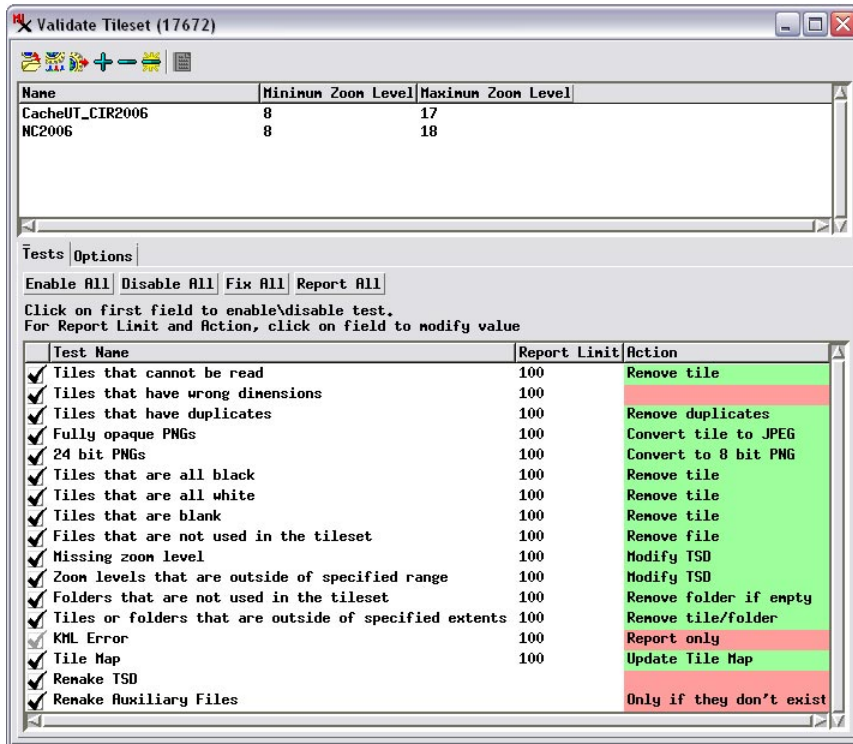 Validate Tileset (17672)
Name Minimum Zoom Level Maximum Zoom Level
CacheUT_CIR2006 8 17
NC2006 8 18
Tests Options
Enable All Disable All Fix All Report All
Click on first field to enable\disable test.
For Report Limit and Action, click on field to modify value
Test Name Report Limit Action
Tiles that cannot be read 100 Remove tile
Tiles that have wrong dimensions 100
Tiles that have duplicates 100 Remove duplicates
Fully opaque PNGs 100 Convert tile to JPEG
24 bit PNGs 100 Convert to 8 bit PNG
Tiles that are all black 100 Remove tile
Tiles that are all white 100 Remove tile
Tiles that are blank 100 Remove tile
Files that are not used in the tileset 100 Remove file
Missing zoom level 100 Modify TSD
Zoom levels that are outside of specified range 100 Modify TSD
Folders that are not used in the tileset 100 Remove folder if empty
Tiles or folders that are outside of specified extents 100 Remove tile/folder
KML Error 100 Report only
Tile Map 100 Update Tile Map
Remake TSD
Remake Auxiliary Files Only if they don't exist